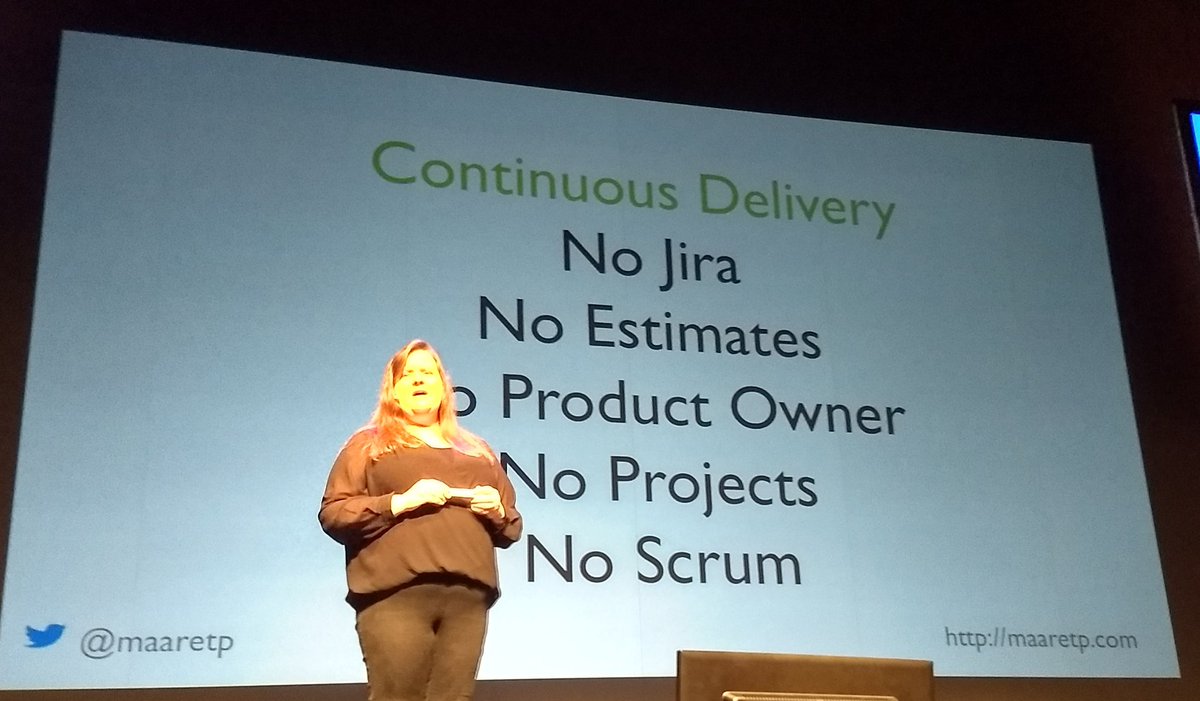 Continuous Delivery
No Jira
No Estimates
Product Owner
No Projects
No Scrum
@maaretp
http://maaretp.com